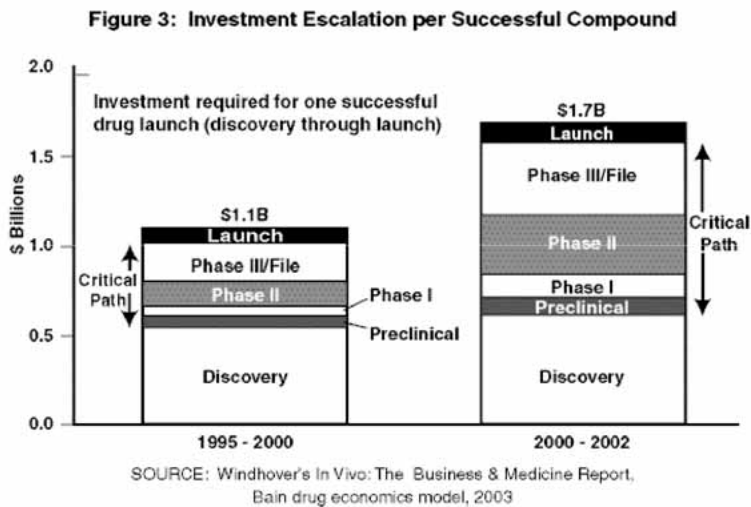 Figure 3: Investment Escalation per Successful Compound
$ Billions
2.0
1.5
1.0
0.5
0.0
Investment required for one successful
drug launch (discovery through launch)
$1.1B
Launch
Phase III/File
Phase II
Phase I
Preclinical
Discovery
Critical
Path
1995 - 2000
$1.7B
Launch
Phase III/File
Phase II
Phase I
Preclinical
Discovery
Critical
Path
2000 - 2002
SOURCE: Windhover's In Vivo: The Business & Medicine Report,
Bain drug economics model, 2003